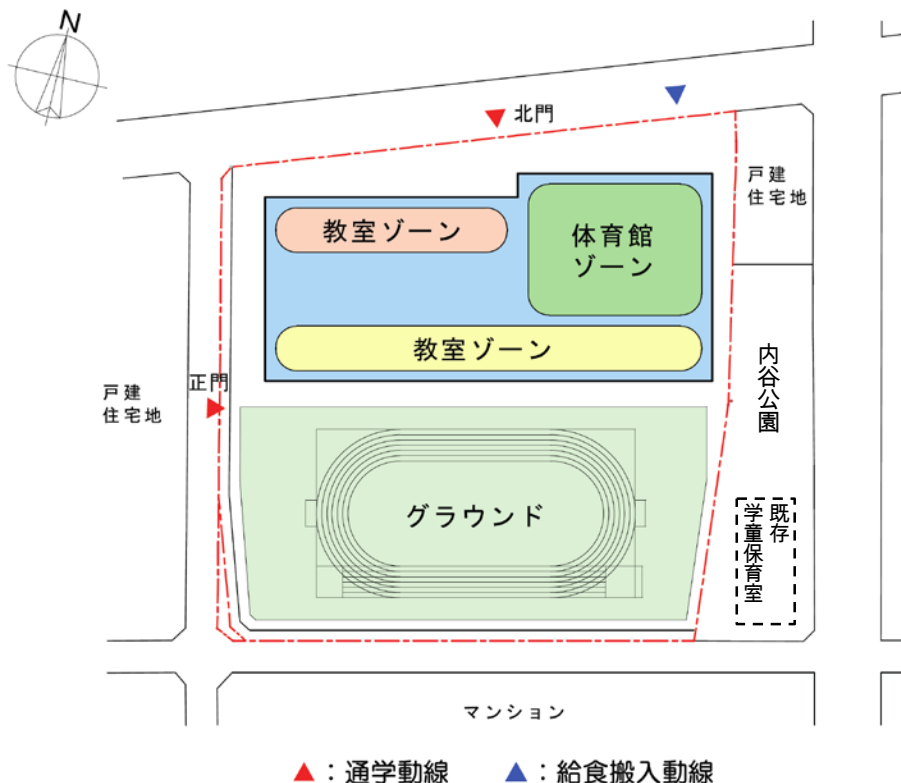 N
北門
戸建
住宅地
教室ゾーン
体育館
ゾーン
教室ゾーン
内谷公園
正門
戸建
住宅地
グラウンド
既存
学童保育室
マンション
▲：通学動線
▲：給食搬入動線